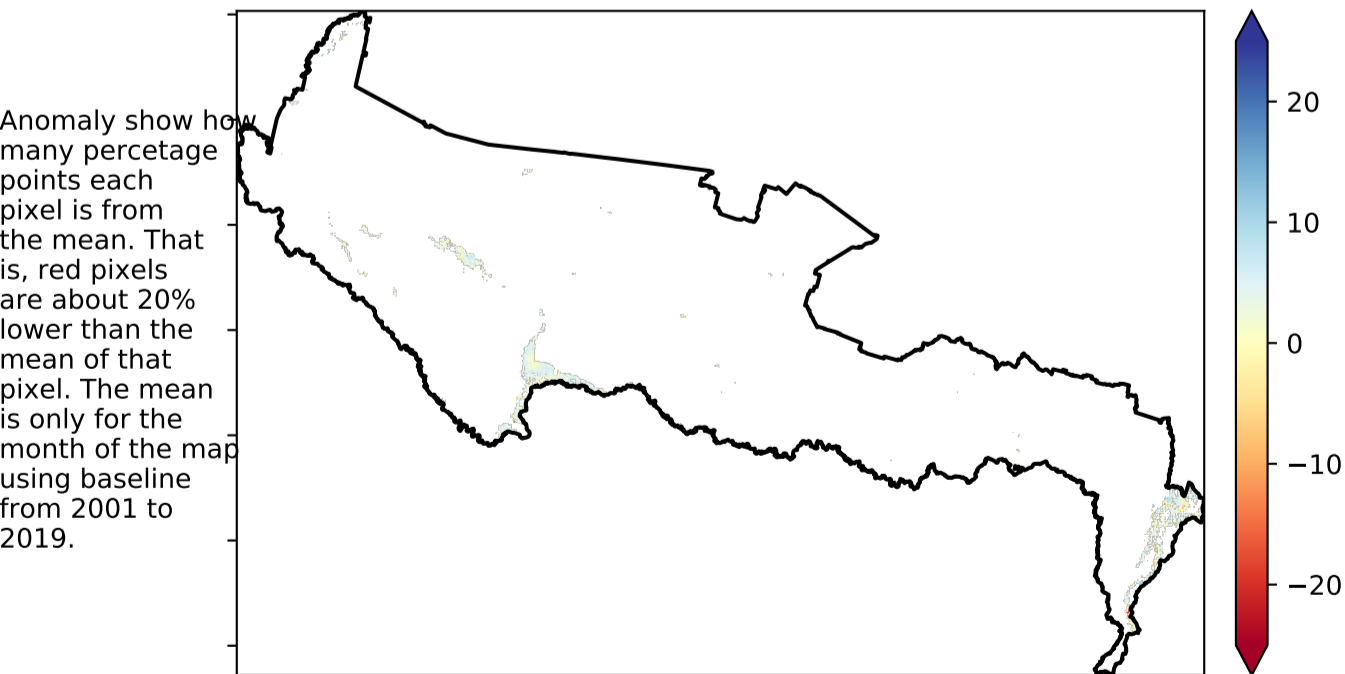 Anomaly show how
many percetage
points each
pixel is from
the mean. That
is, red pixels
are about 20%
lower than the
mean of that
pixel. The mean
is only for the
month of the map
using baseline
from 2001 to
2019.
20
10
0
−10
−20